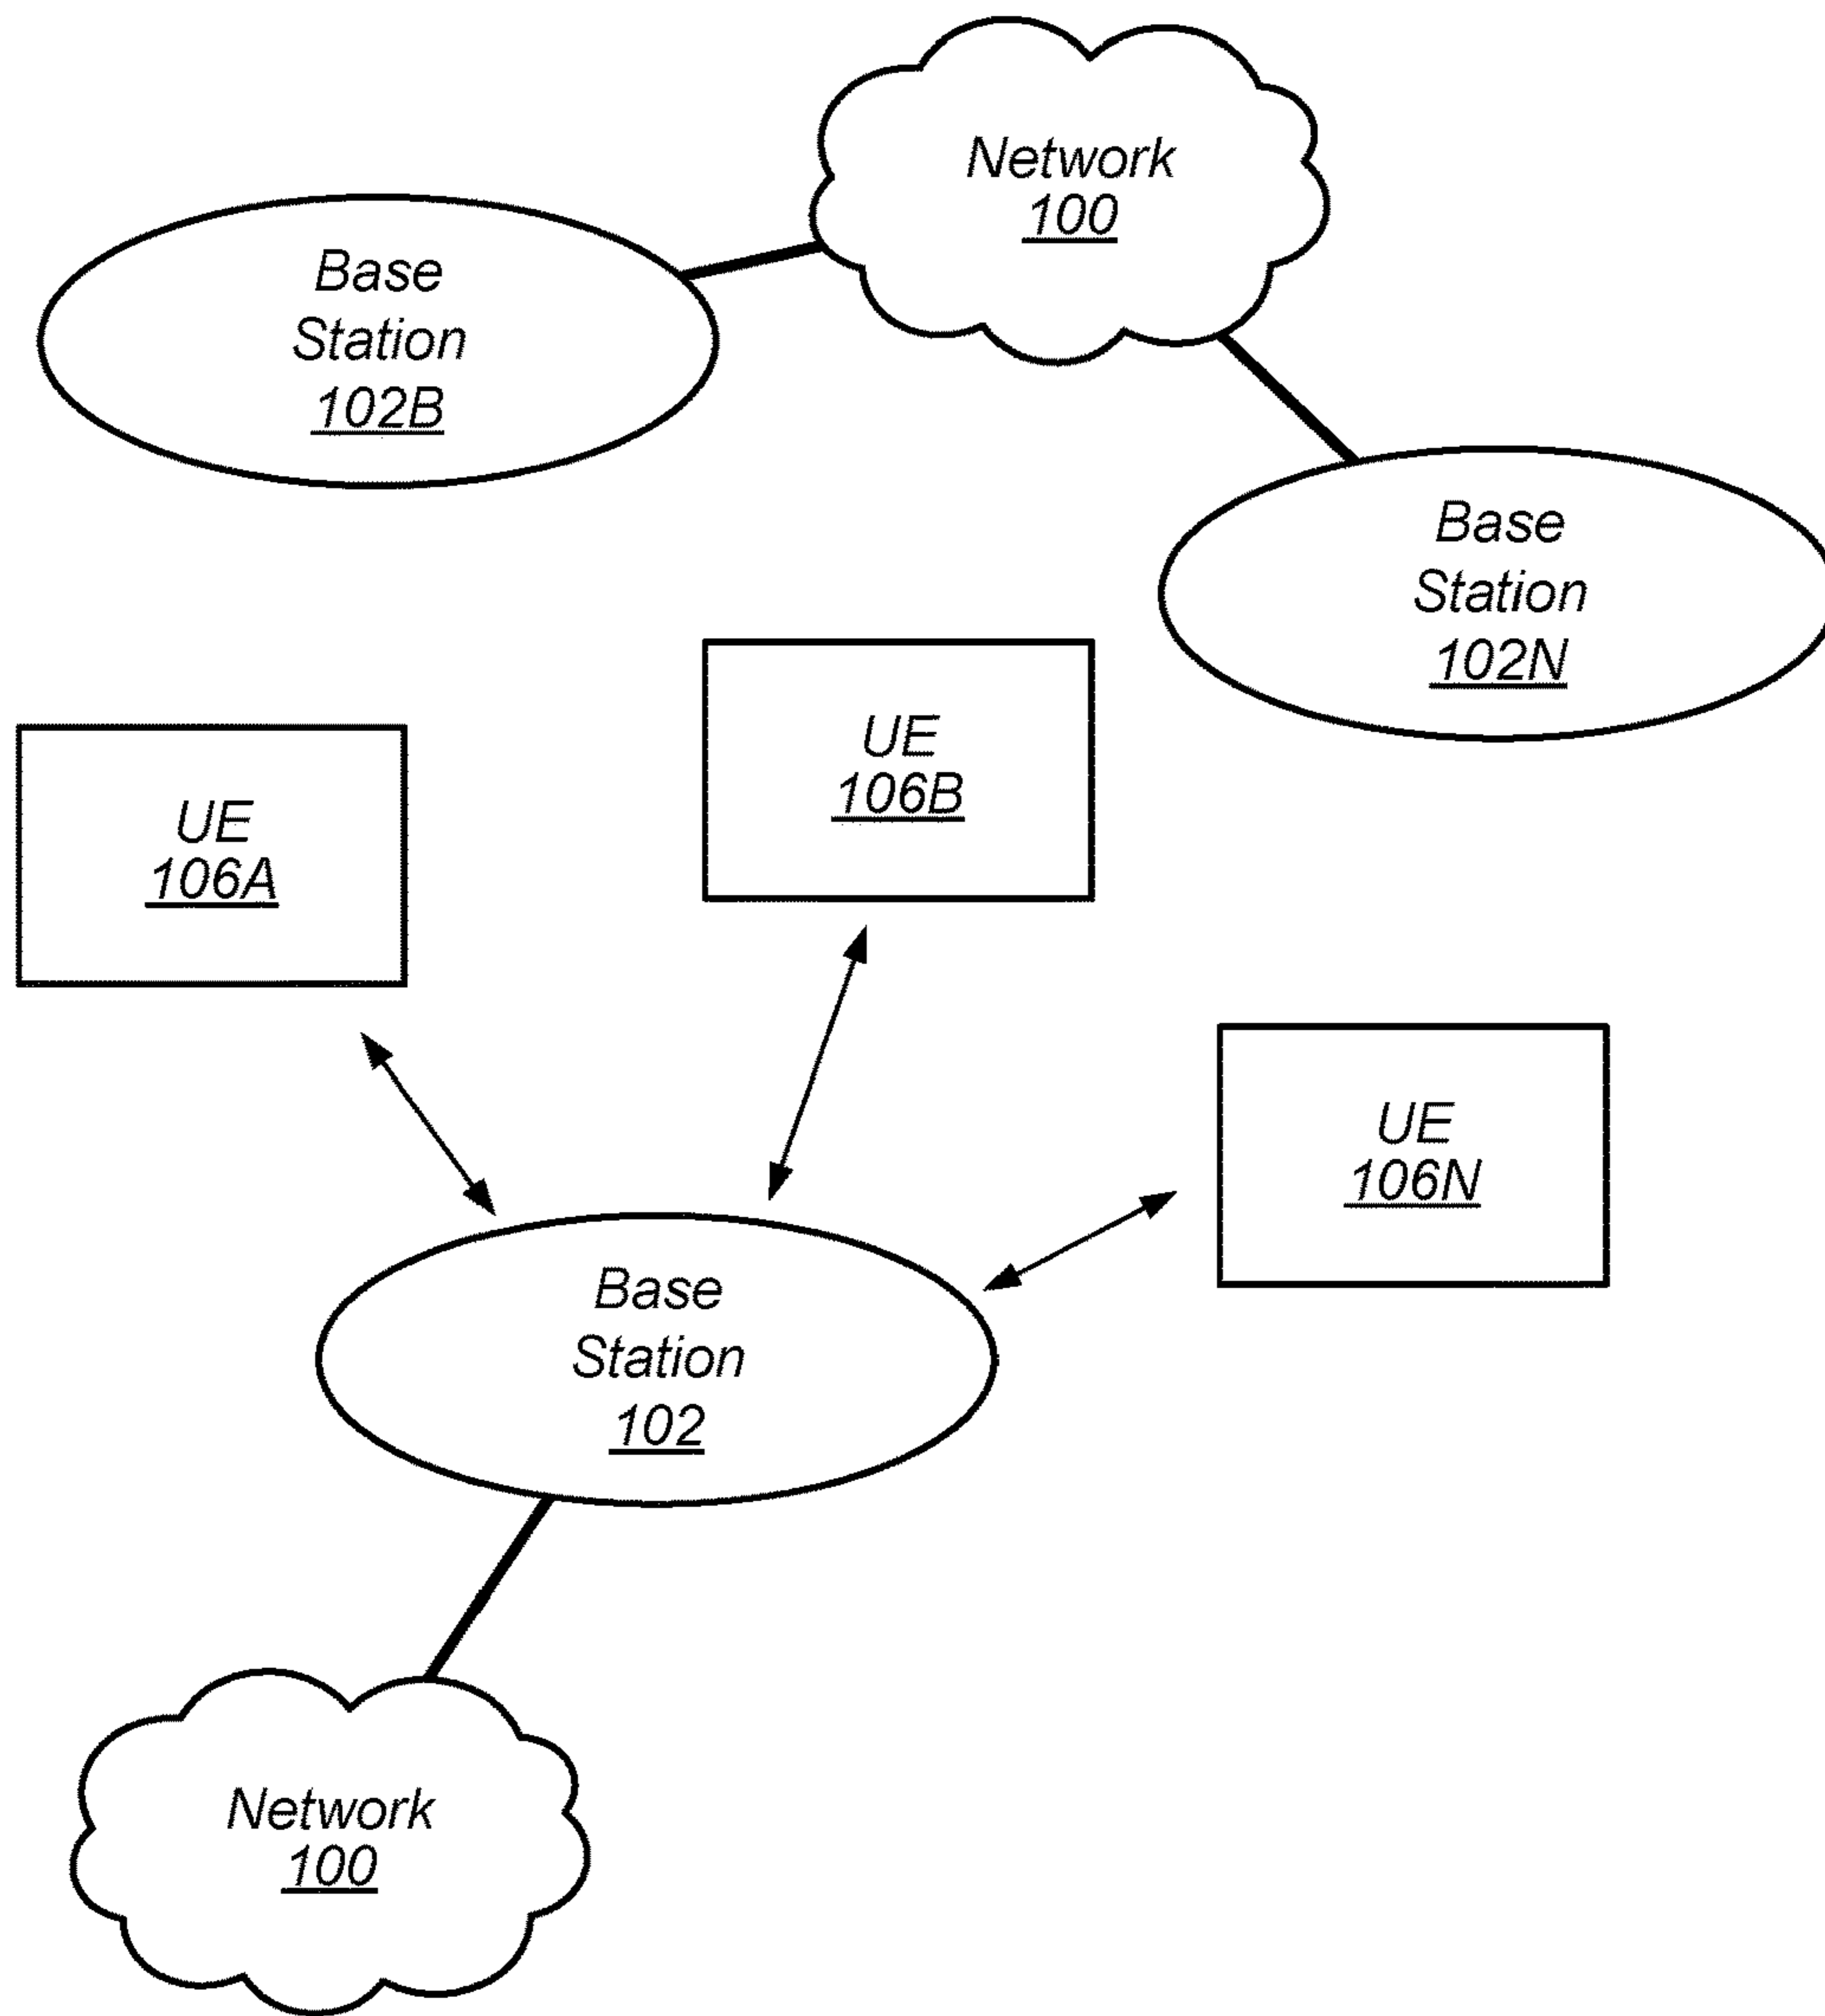 Network
100
Base
Station
102B
Base
Station
102N
UE
106B
UE
106A
UE
106N
Base
Station
102
Network
100